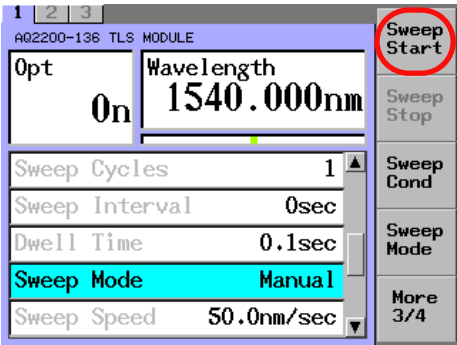 1 2 3
AQ2200-136 TLS MODULE
Opt
On
Wavelength
1540.000nm
Sweep Cycles 1
Sweep Interval 0sec
Dwell Time 0.1sec
Sweep Mode Manual
Sweep Speed 50.0nm/sec
Sweep
Start
Sweep
Stop
Sweep
Cond
Sweep
Mode
More
3/4